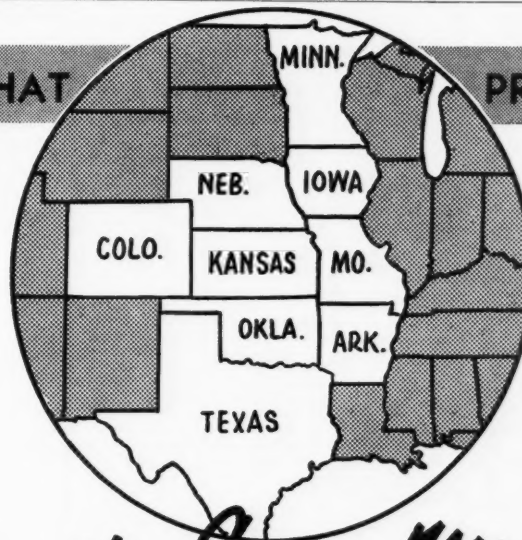 HAT
PR
MINN.
NEB.
IOWA
COLO.
KANSAS
MO.
OKLA.
ARK.
TEXAS